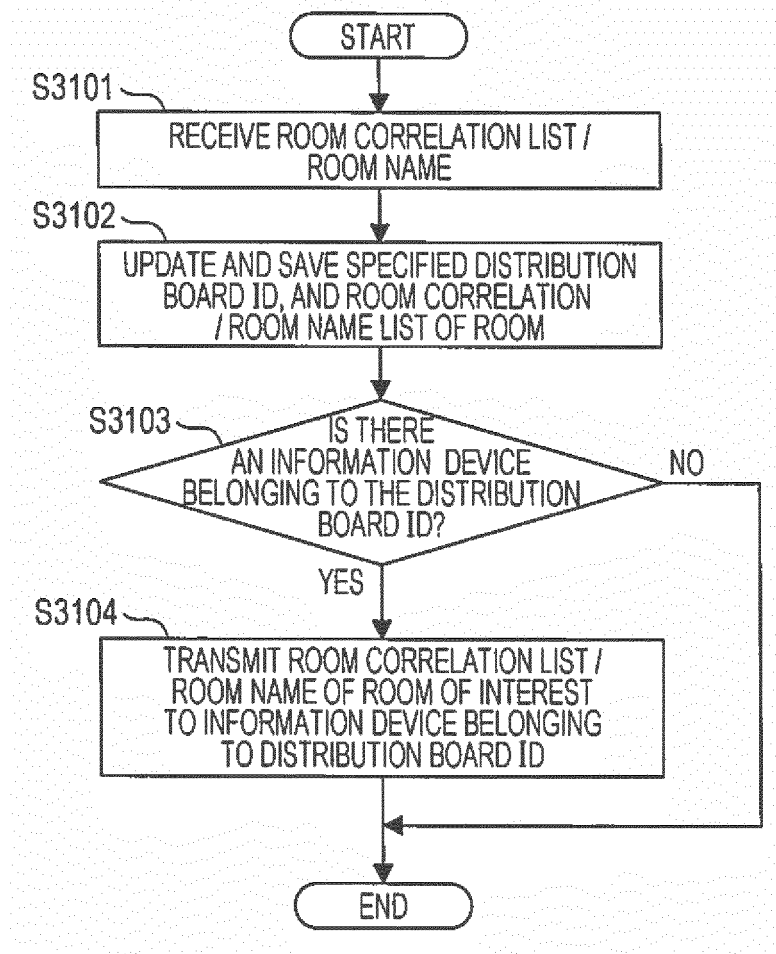 START
S3101
RECEIVE ROOM CORRELATION LIST /
ROOM NAME
S3102
UPDATE AND SAVE SPECIFIED DISTRIBUTION
BOARD ID, AND ROOM CORRELATION
/ ROOM NAME LIST OF ROOM
S3103
IS THERE
AN INFORMATION DEVICE
BELONGING TO THE DISTRIBUTION
BOARD ID?
NO
YES
S3104
TRANSMIT ROOM CORRELATION LIST /
ROOM NAME OF ROOM OF INTEREST
TO INFORMATION DEVICE BELONGING
TO DISTRIBUTION BOARD ID
END